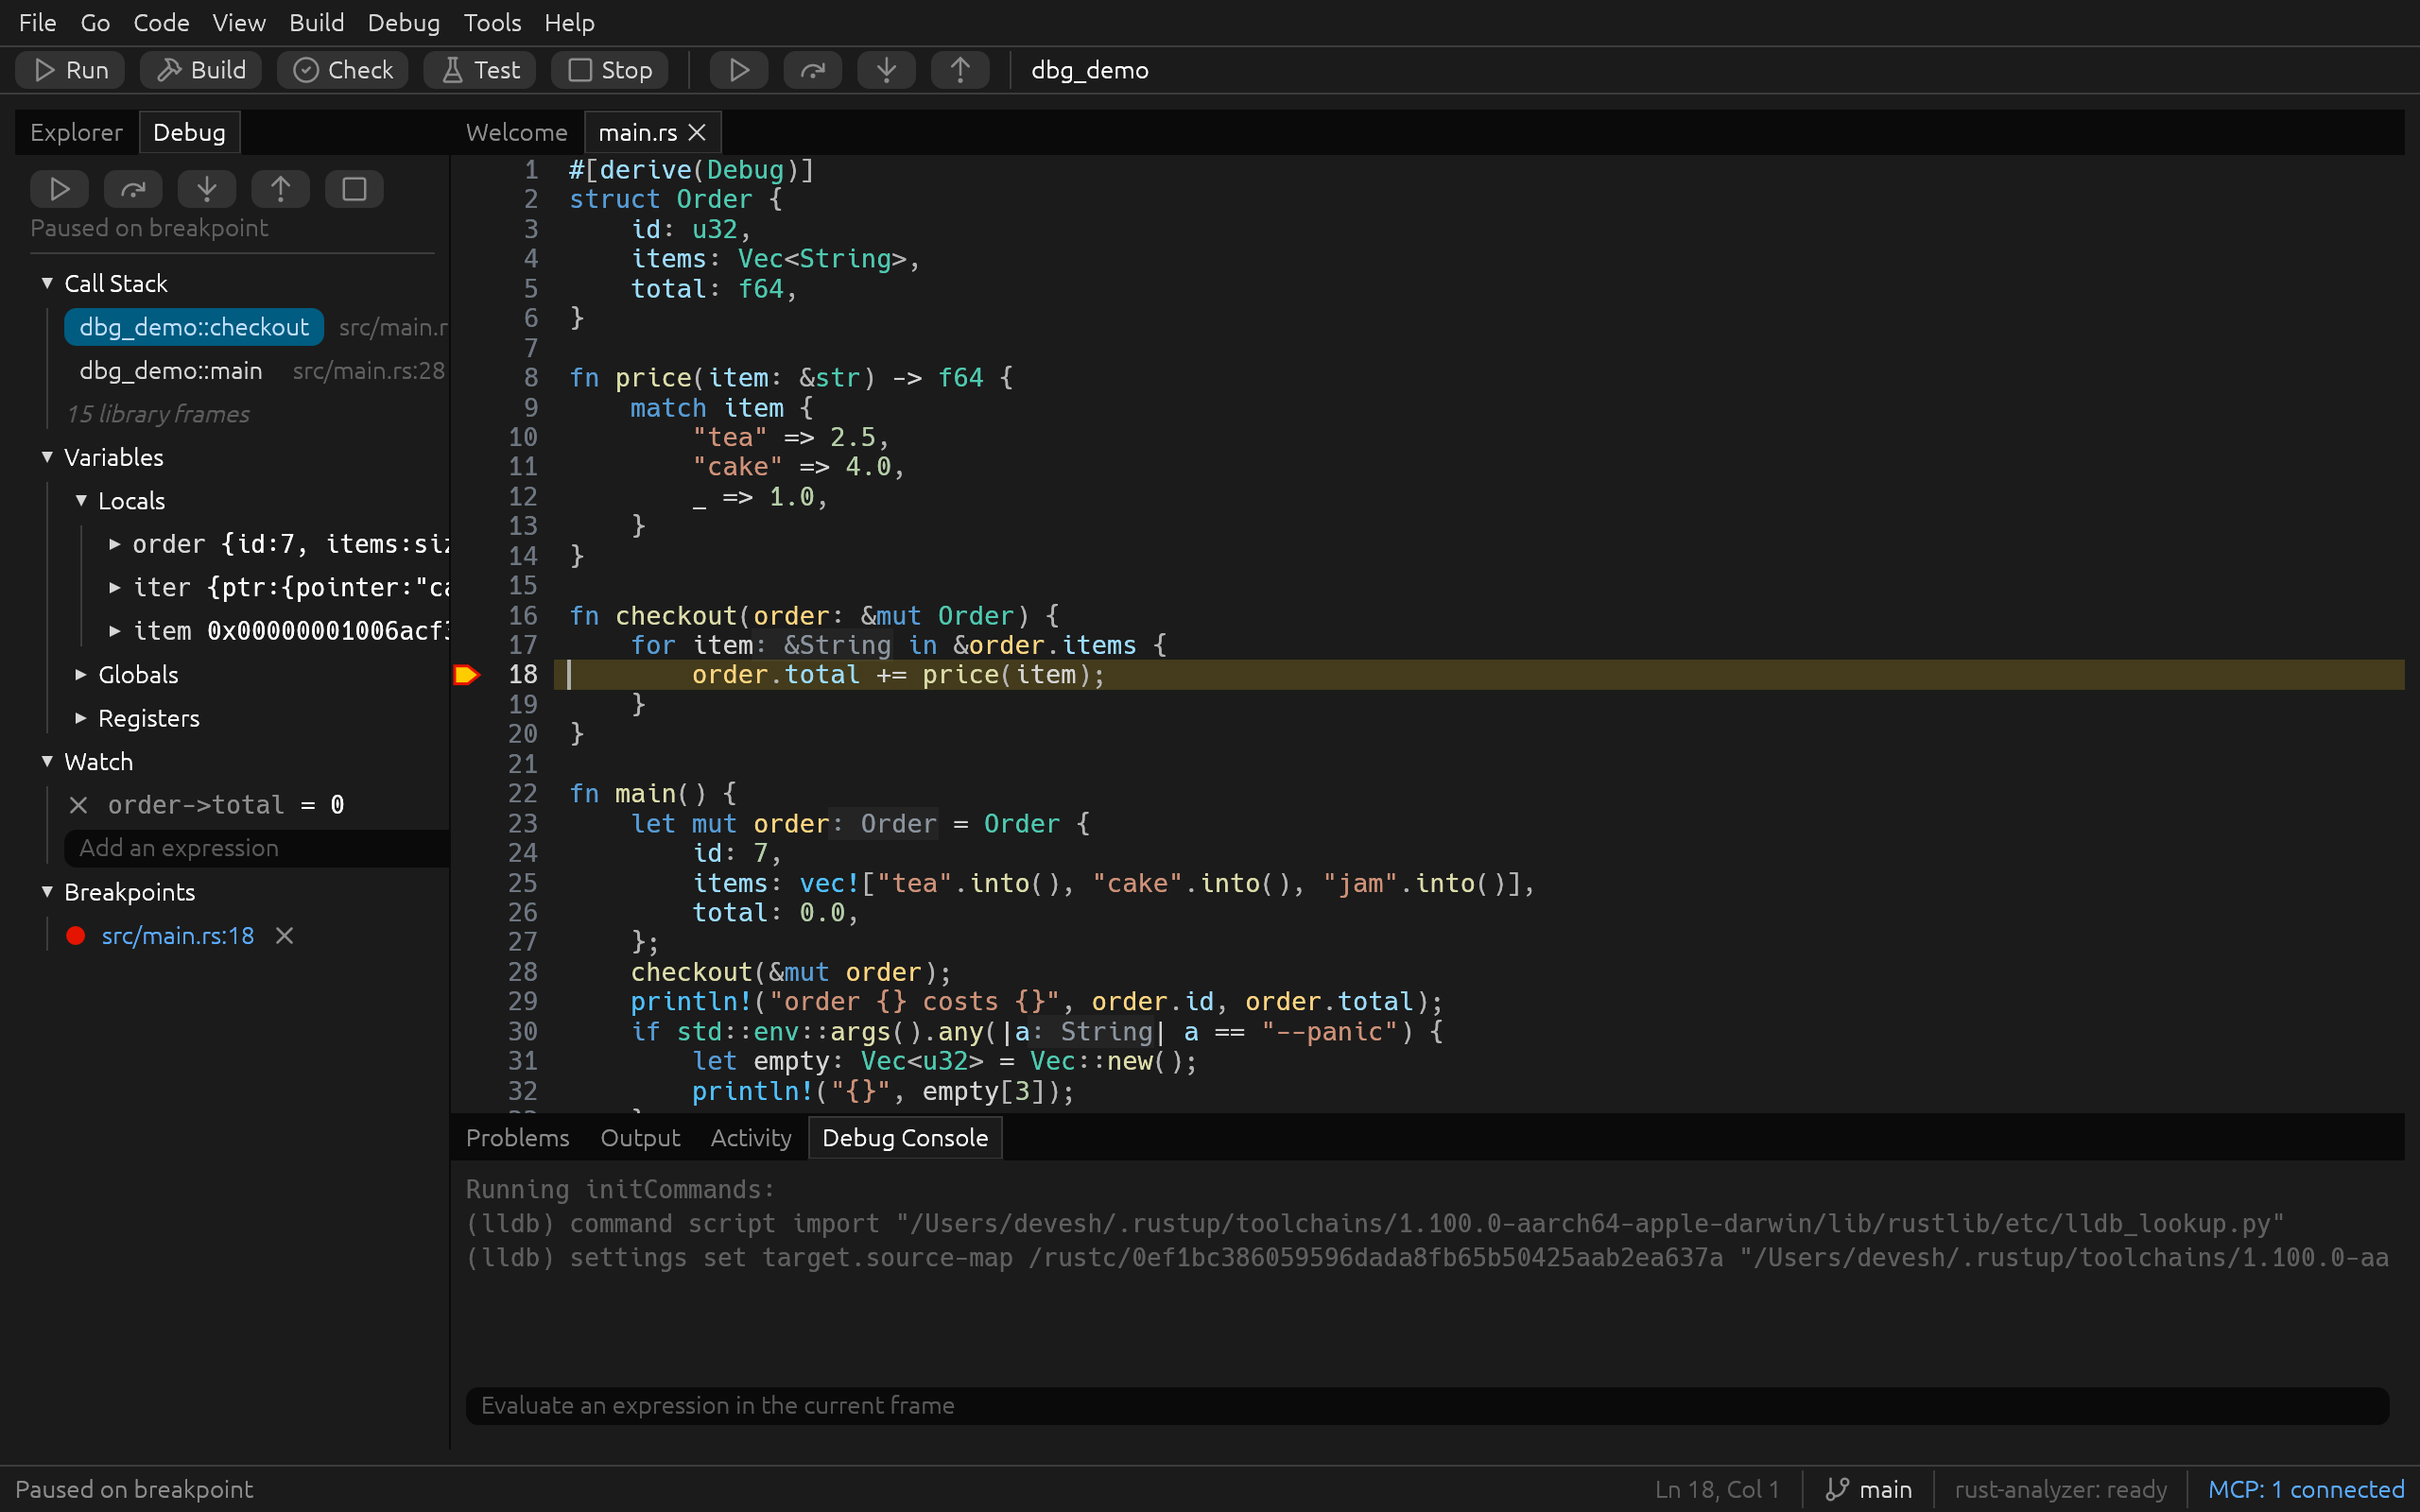 File Go Code View Build Debug Tools Help
Run Build Check Test Stop dbg_demo
Explorer Debug
Paused on breakpoint
Call Stack
dbg_demo::checkout src/main.r
dbg_demo::main src/main.rs:28
15 library frames
Variables
Locals
order {id:7, items:siz
iter {ptr:{pointer:"ca
item 0x00000001006acf3
Globals
Registers
Watch
order->total = 0
Add an expression
Breakpoints
src/main.rs:18
Welcome main.rs
1 #[derive(Debug)]
2 struct Order {
3     id: u32,
4     items: Vec<String>,
5     total: f64,
6 }
7
8 fn price(item: &str) -> f64 {
9     match item {
10         "tea" => 2.5,
11         "cake" => 4.0,
12         _ => 1.0,
13     }
14 }
15
16 fn checkout(order: &mut Order) {
17     for item: &String in &order.items {
18         order.total += price(item);
19     }
20 }
21
22 fn main() {
23     let mut order: Order = Order {
24         id: 7,
25         items: vec!["tea".into(), "cake".into(), "jam".into()],
26         total: 0.0,
27     };
28     checkout(&mut order);
29     println!("order {} costs {}", order.id, order.total);
30     if std::env::args().any(|a: String| a == "--panic") {
31         let empty: Vec<u32> = Vec::new();
32         println!("{}", empty[3]);
Problems Output Activity Debug Console
Running initCommands:
(lldb) command script import "/Users/devesh/.rustup/toolchains/1.100.0-aarch64-apple-darwin/lib/rustlib/etc/lldb_lookup.py"
(lldb) settings set target.source-map /rustc/0ef1bc386059596dada8fb65b50425aab2ea637a "/Users/devesh/.rustup/toolchains/1.100.0-aa
Evaluate an expression in the current frame
Paused on breakpoint Ln 18, Col 1 main rust-analyzer: ready MCP: 1 connected